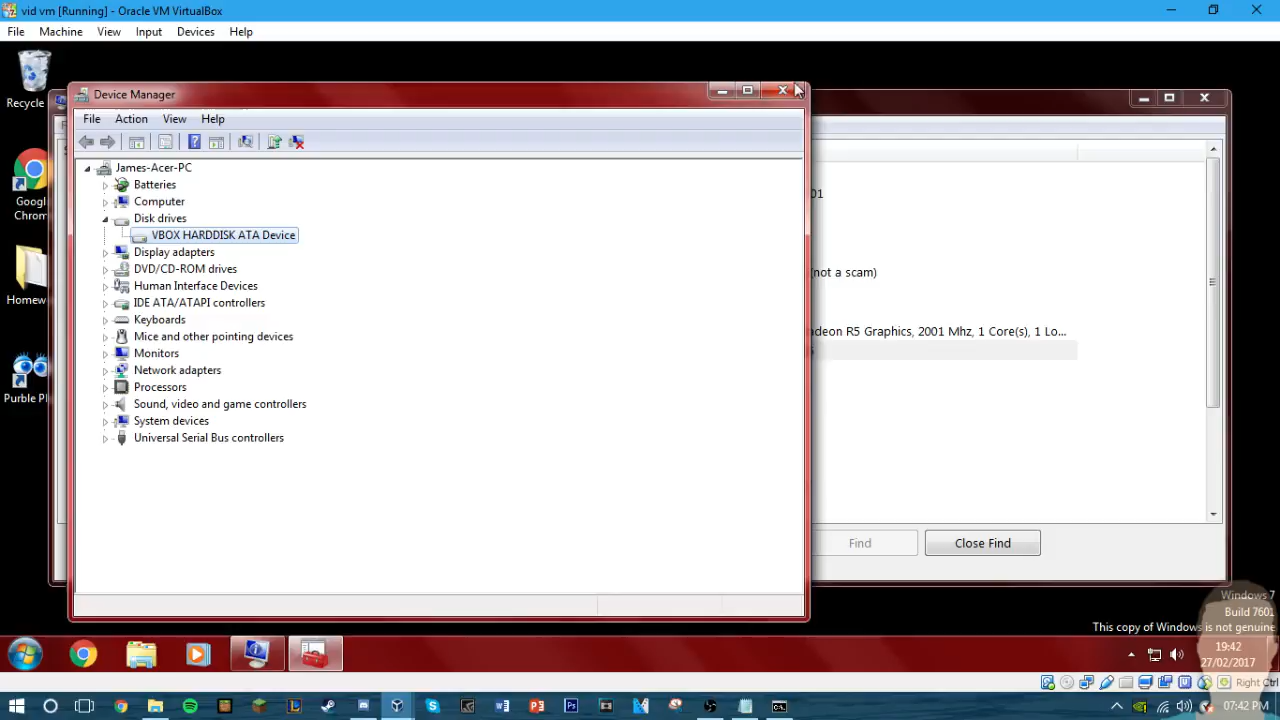 vid vm [Running] - Oracle VM VirtualBox
File Machine View Input Devices Help
Recycle
Device Manager
File Action View Help
James-Acer-PC
Batteries
Computer
Disk drives
VBOX HARDDISK ATA Device
Display adapters
DVD/CD-ROM drives
Human Interface Devices
IDE ATA/ATAPI controllers
Keyboards
Mice and other pointing devices
Monitors
Network adapters
Processors
Sound, video and game controllers
System devices
Universal Serial Bus controllers
Googl
Chrom
Homew
Purble Pl
01
(not a scam)
deon R5 Graphics, 2001 Mhz, 1 Core(s), 1 Lo...
Find Close Find
Windows 7
Build 7601
This copy of Windows is not genuine
19:42
27/02/2017
Right Ctrl
07:42 PM